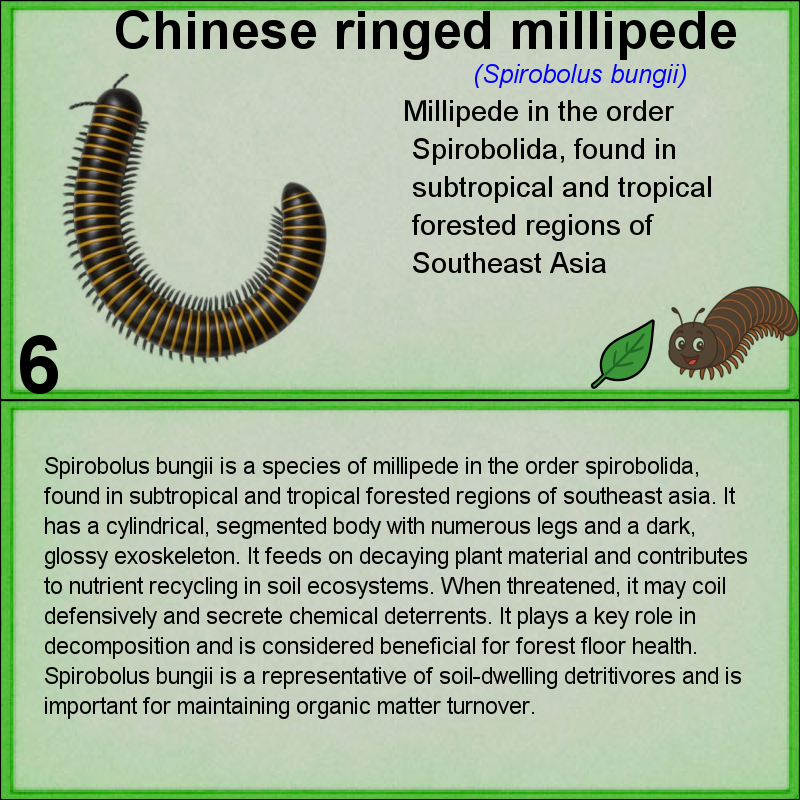 Chinese ringed millipede
(Spirobolus bungii)
Millipede in the order
Spirobolida, found in
subtropical and tropical
forested regions of
Southeast Asia
6
Spirobolus bungii is a species of millipede in the order spirobolida,
found in subtropical and tropical forested regions of southeast asia. It
has a cylindrical, segmented body with numerous legs and a dark,
glossy exoskeleton. It feeds on decaying plant material and contributes
to nutrient recycling in soil ecosystems. When threatened, it may coil
defensively and secrete chemical deterrents. It plays a key role in
decomposition and is considered beneficial for forest floor health.
Spirobolus bungii is a representative of soil-dwelling detritivores and is
important for maintaining organic matter turnover.